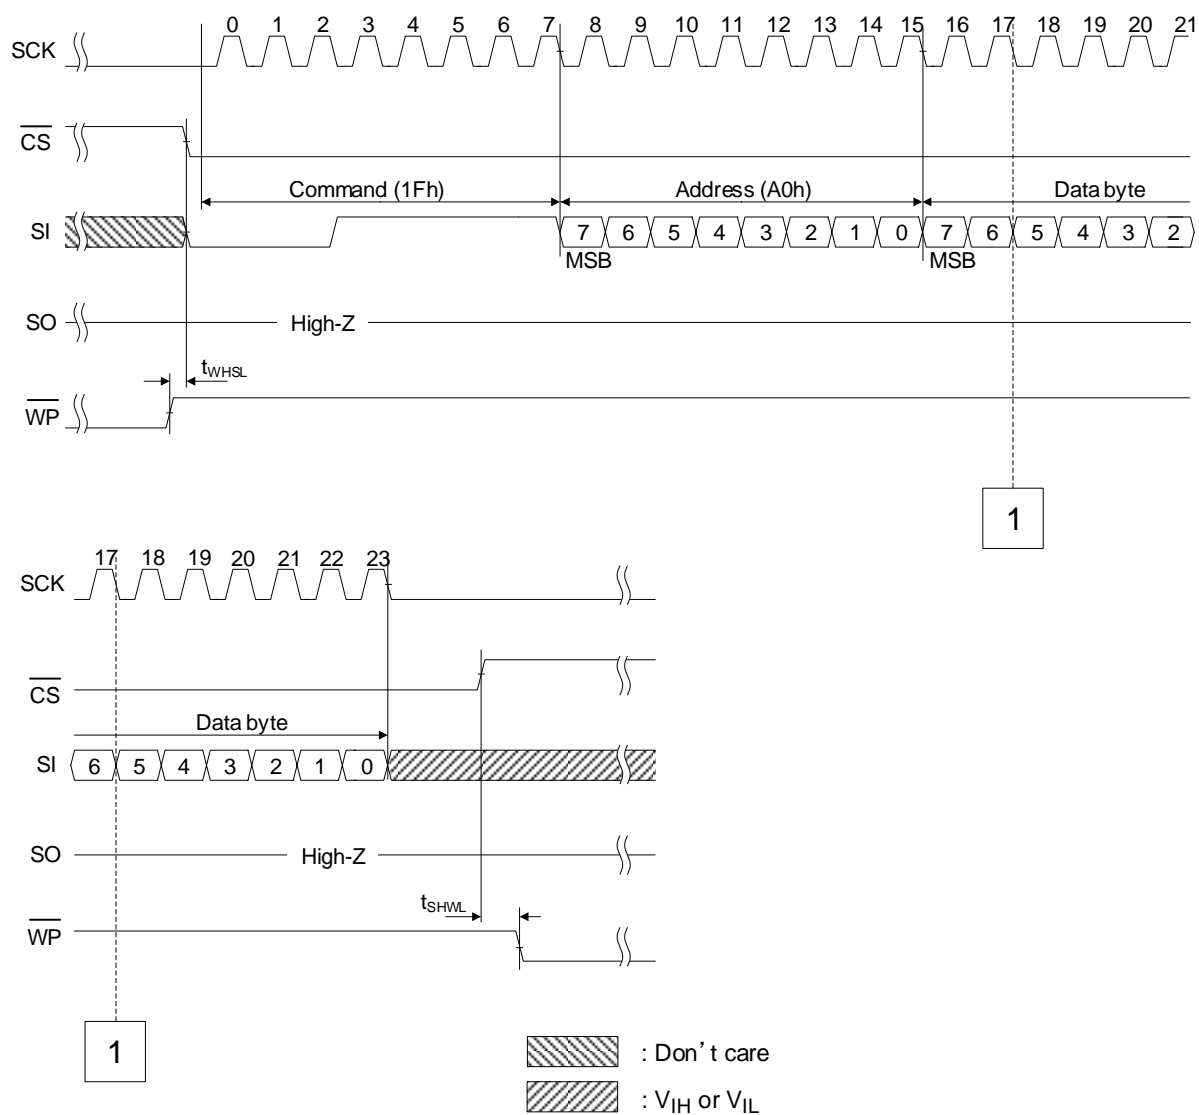 0 1 2 3 4 5 6 7 8 9 10 11 12 13 14 15 16 17 18 19 20 21
SCK
CS
Command (1Fh) Address (A0h) Data byte
SI 7 6 5 4 3 2 1 0 7 6 5 4 3 2
MSB MSB
SO High-Z
tWHSL
WP
1
17 18 19 20 21 22 23
SCK
CS
Data byte
SI 6 5 4 3 2 1 0
SO High-Z
tSHWL
WP
1
: Don't care
: VIH or VIL